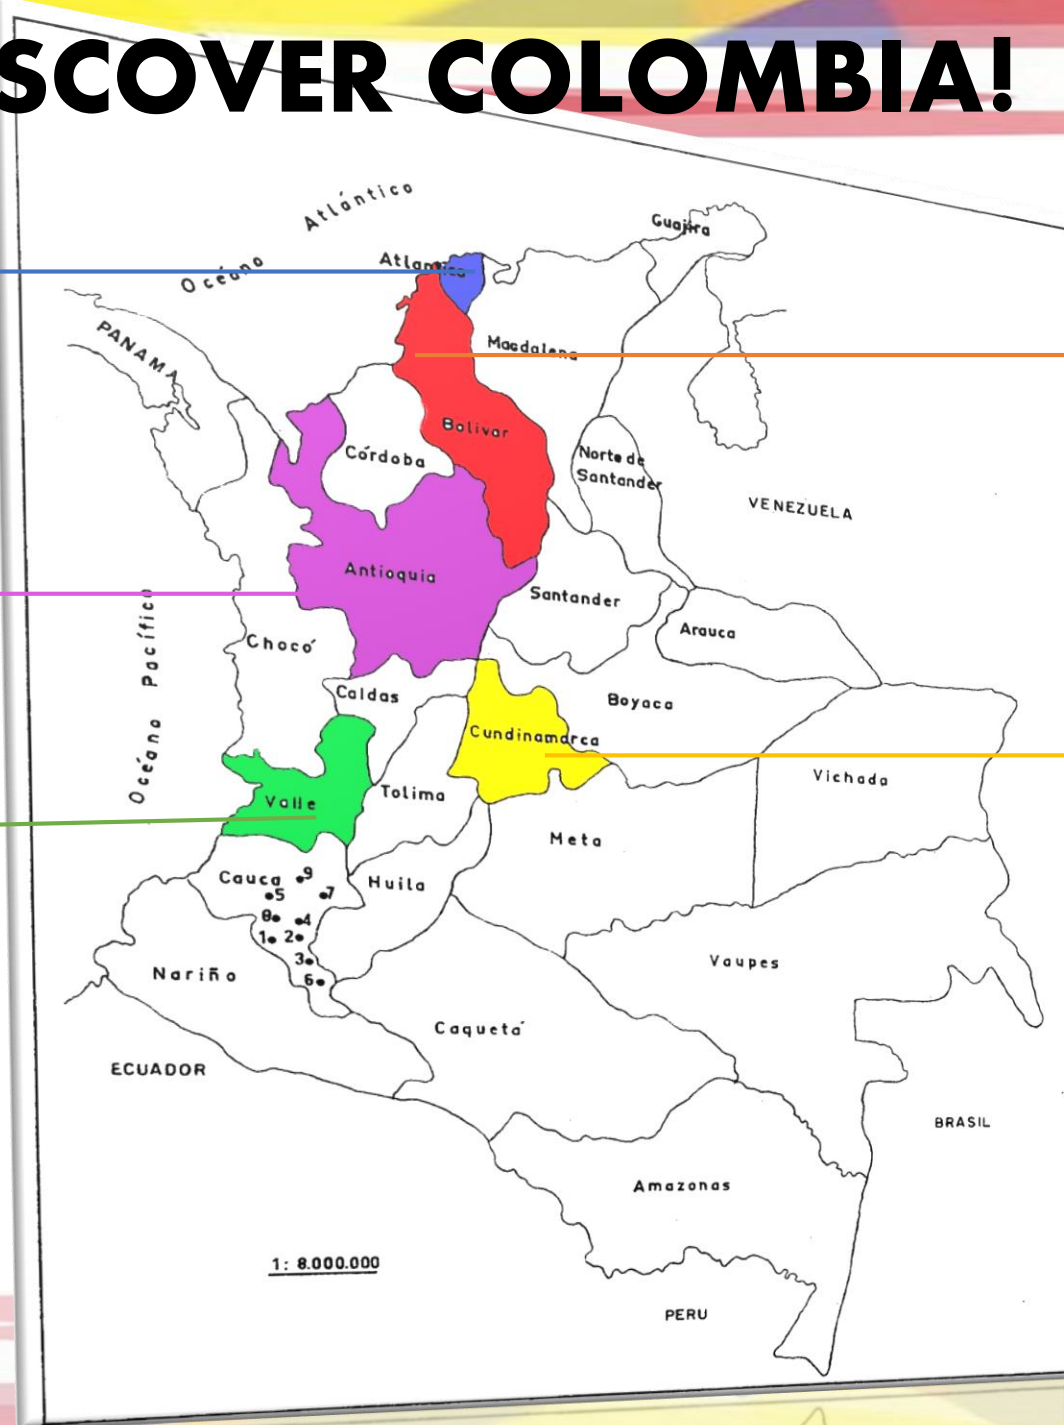 SCOVER COLOMBIA!
Océano Atlántico
Guajira
Atlantico
PANAMA
Magdalena
Bolivar
Córdoba
Norte de
Santander
VENEZUELA
Antioquia
Santander
Arauca
Océano Pacífico
Chocó
Caldas
Boyaca
Cundinamarca
Vichada
Valle
Tolima
Meta
Cauca
9
5
7
Huila
8
4
1
2
3
6
Nariño
Vaupes
Caquetá
ECUADOR
BRASIL
Amazonas
1: 8.000.000
PERU